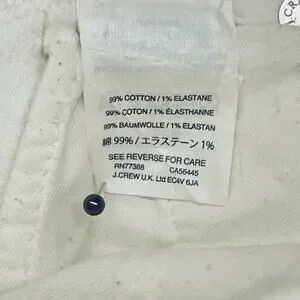 99% COTTON / 1% ELASTANE
99% COTON / 1% ÉLASTHANNE
99% BAUMWOLLE / 1% ELASTAN
綿 99% / エラステーン 1%
SEE REVERSE FOR CARE
RN77388 CA56445
J.CREW U.K. Ltd EC4V 6JA